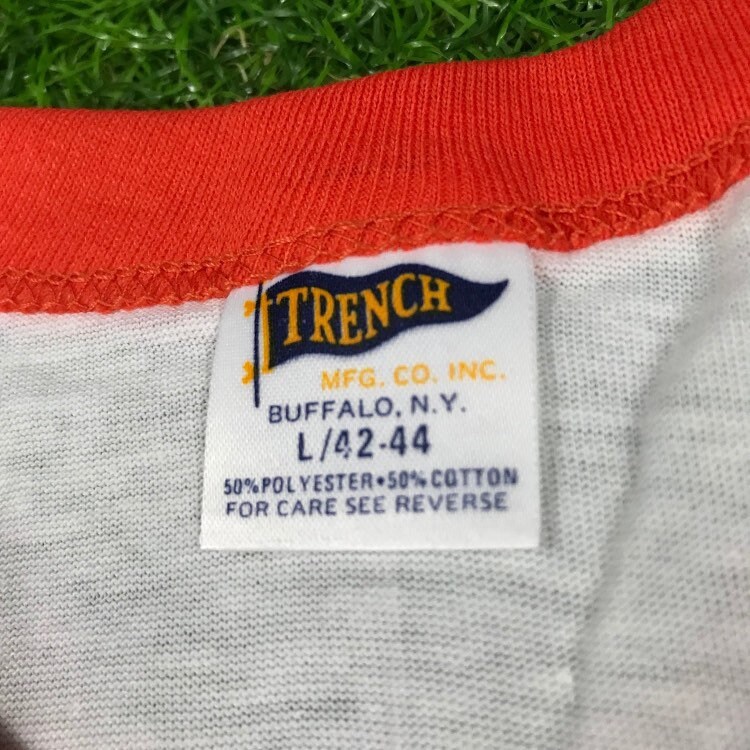 TRENCH
MFG. CO. INC.
BUFFALO, N.Y.
L/42-44
50% POLYESTER•50% COTTON
FOR CARE SEE REVERSE